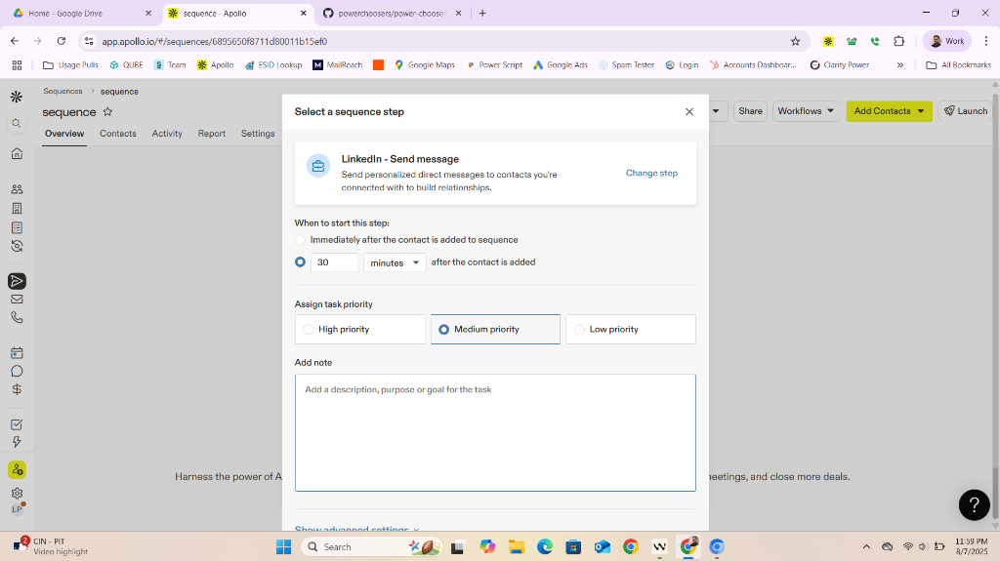 Home - Google Drive
sequence - Apollo
powerchoosers/power-chooser
app.apollo.io/#/sequences/6895650f8711d80011b15ef0
Work
Usage Pulls
QUBE
Team
Apollo
ESID Lookup
MailReach
Google Maps
Power Script
Google Ads
Spam Tester
Login
Accounts Dashboar...
Clarity Power
»
All Bookmarks
Sequences > sequence
sequence
Overview
Contacts
Activity
Report
Settings
Share
Workflows
Add Contacts
Launch
Select a sequence step
LinkedIn - Send message
Send personalized direct messages to contacts you're
connected with to build relationships.
Change step
When to start this step:
Immediately after the contact is added to sequence
30 minutes after the contact is added
Assign task priority
High priority
Medium priority
Low priority
Add note
Add a description, purpose or goal for the task
Harness the power of A
eetings, and close more deals.
Show advanced settings
LP
?
2
CIN - PIT
Video highlight
Search
11:59 PM
8/7/2025